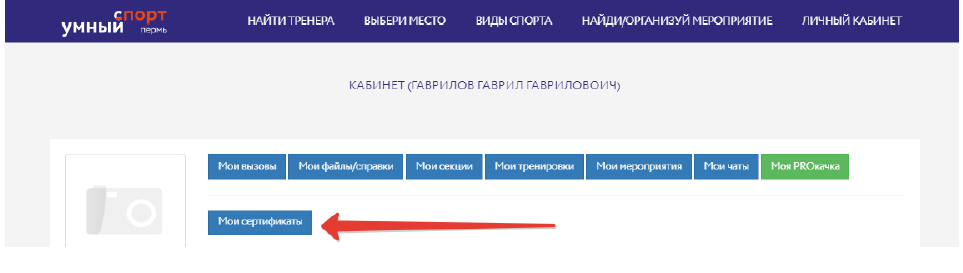 умный спорт пермь
НАЙТИ ТРЕНЕРА ВЫБЕРИ МЕСТО ВИДЫ СПОРТА НАЙДИ/ОРГАНИЗУЙ МЕРОПРИЯТИЕ ЛИЧНЫЙ КАБИНЕТ
КАБИНЕТ (ГАВРИЛОВ ГАВРИЛ ГАВРИЛОВОИЧ)
Мои вызовы Мои файлы/справки Мои секции Мои тренировки Мои мероприятия Мои чаты Моя PROкачка
Мои сертификаты